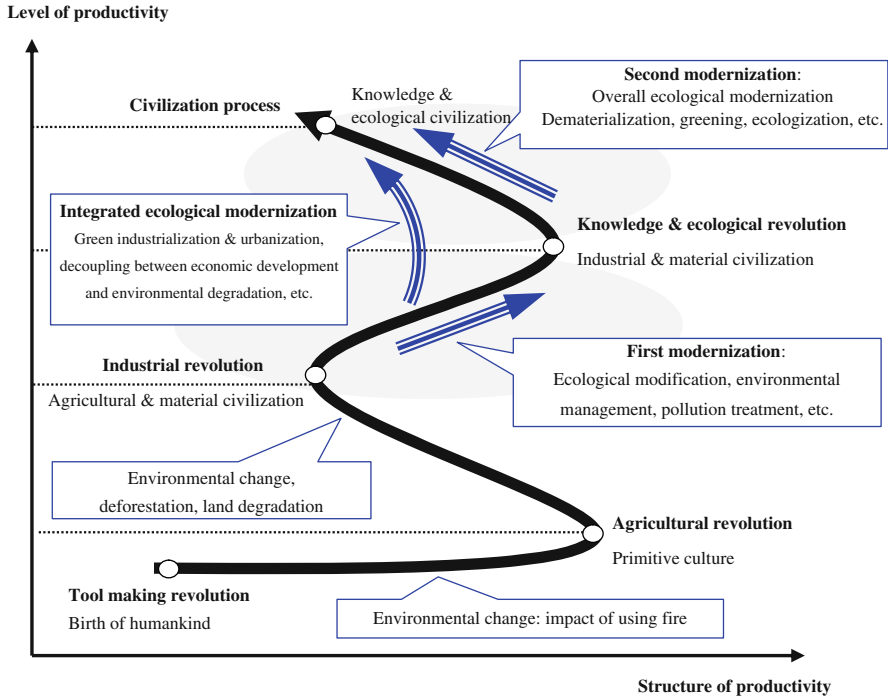 Level of productivity
Civilization process
Knowledge &
ecological civilization
Second modernization:
Overall ecological modernization
Dematerialization, greening, ecologization, etc.
Integrated ecological modernization
Green industrialization & urbanization,
decoupling between economic development
and environmental degradation, etc.
Knowledge & ecological revolution
Industrial & material civilization
Industrial revolution
Agricultural & material civilization
First modernization:
Ecological modification, environmental
management, pollution treatment, etc.
Environmental change,
deforestation, land degradation
Agricultural revolution
Primitive culture
Tool making revolution
Birth of humankind
Environmental change: impact of using fire
Structure of productivity